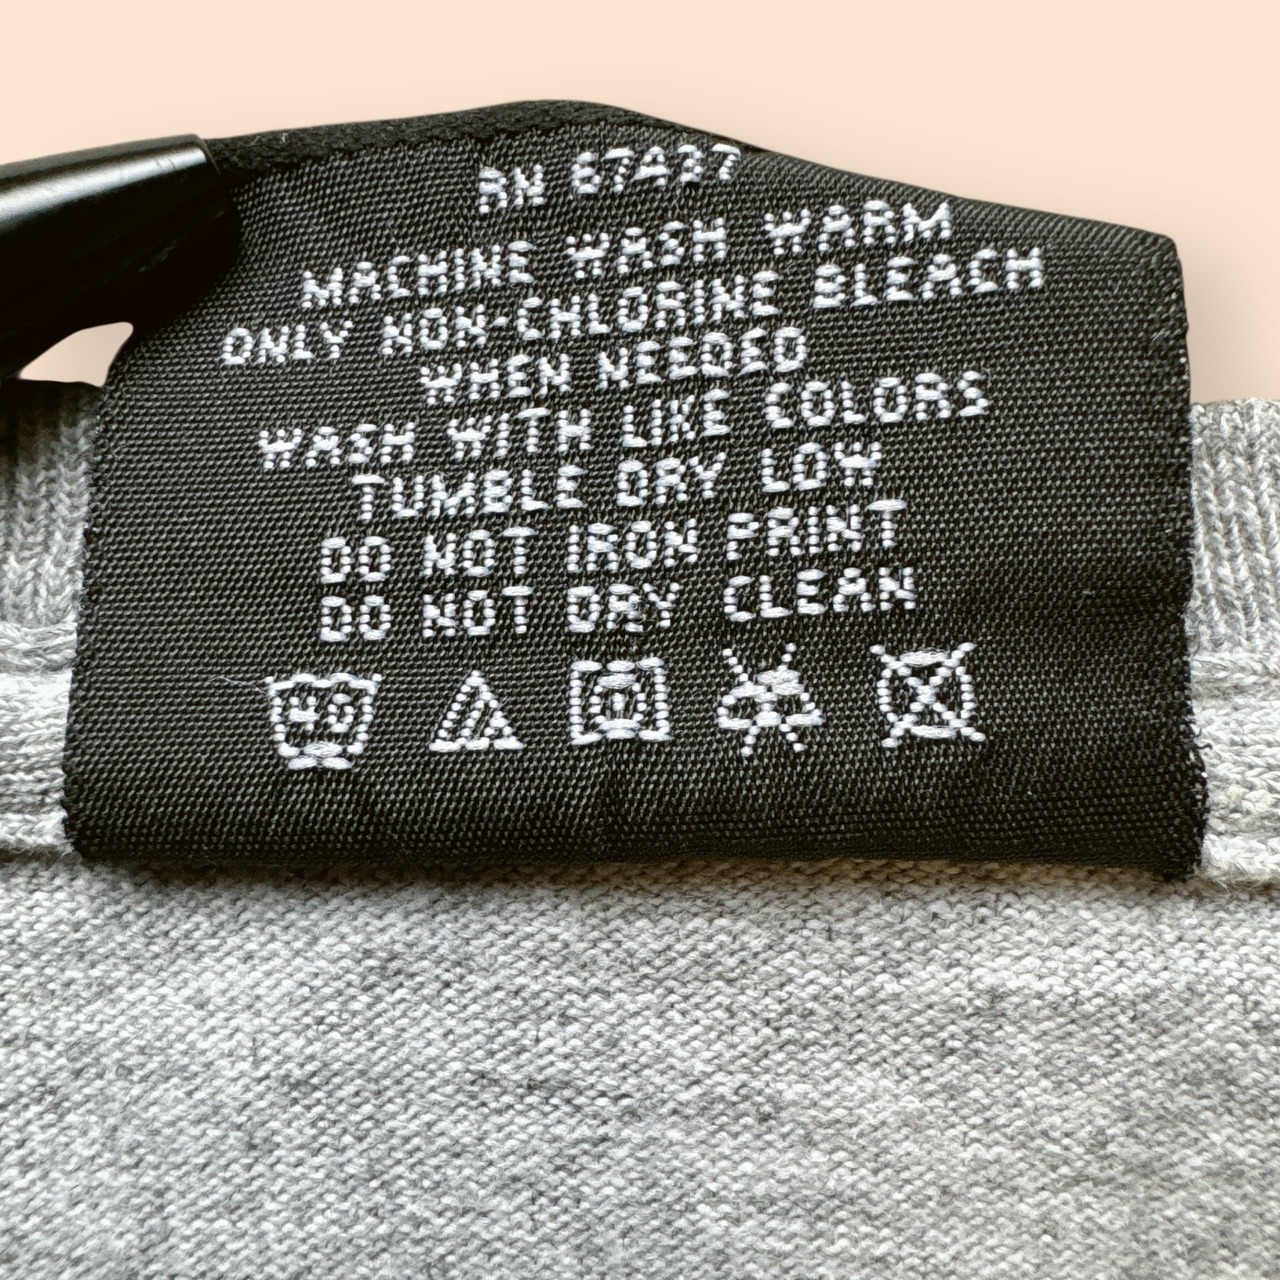 RN 67437
MACHINE WASH WARM
ONLY NON-CHLORINE BLEACH
WHEN NEEDED
WASH WITH LIKE COLORS
TUMBLE DRY LOW
DO NOT IRON PRINT
DO NOT DRY CLEAN
40